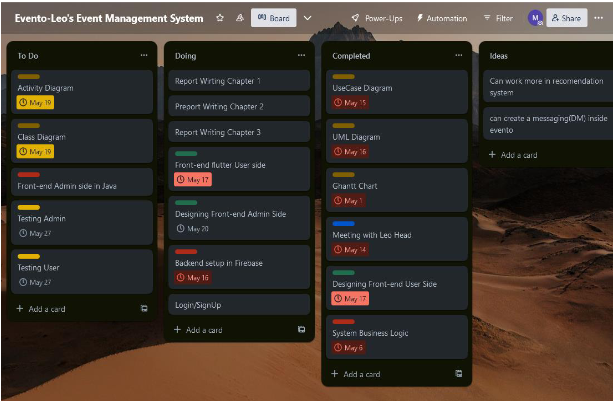 Evento-Leo's Event Management System
Board
Power-Ups
Automation
Filter
M
Share
To Do
Activity Diagram
May 19
Class Diagram
May 19
Front-end Admin side in Java
Testing Admin
May 27
Testing User
May 27
+ Add a card
Doing
Report Wirting Chapter 1
Preport Wirting Chapter 2
Report Writing Chapter 3
Front-end flutter User side
May 17
Designing Front-end Admin Side
May 20
Backend setup in Firebase
May 16
Login/SignUp
+ Add a card
Completed
UseCase Diagram
May 15
UML Diagram
May 16
Ghantt Chart
May 1
Meeting with Leo Head
May 14
Designing Front-end User Side
May 17
System Business Logic
May 6
+ Add a card
Ideas
Can work more in recomendation
system
can create a messaging(DM) inside
evento
+ Add a card